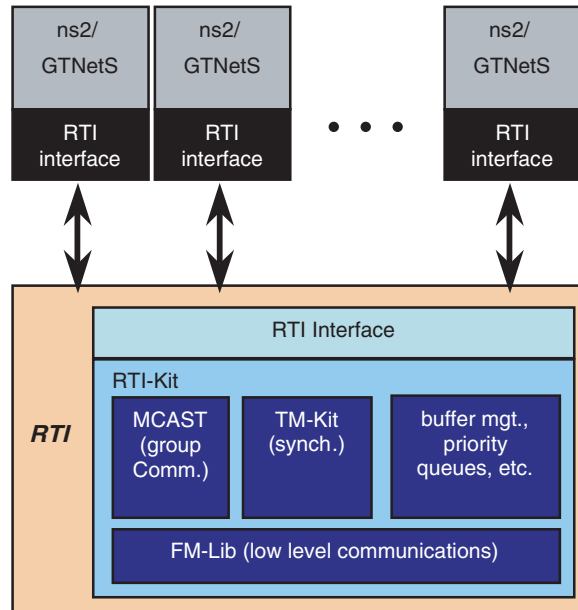 ns2/
GTNetS
RTI
interface
ns2/
GTNetS
RTI
interface
• • •
ns2/
GTNetS
RTI
interface
RTI
RTI Interface
RTI-Kit
MCAST
(group
Comm.)
TM-Kit
(synch.)
buffer mgt.,
priority
queues, etc.
FM-Lib (low level communications)